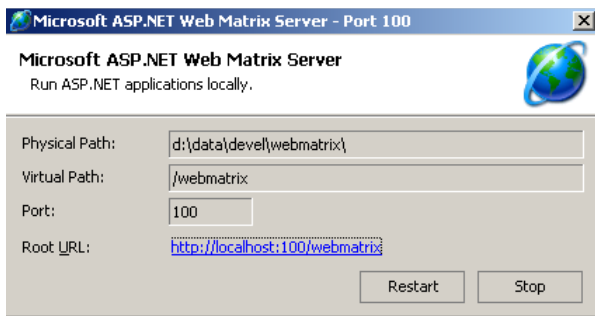 Microsoft ASP.NET Web Matrix Server - Port 100
Microsoft ASP.NET Web Matrix Server
Run ASP.NET applications locally.
Physical Path: d:\data\devel\webmatrix\
Virtual Path: /webmatrix
Port: 100
Root URL: http://localhost:100/webmatrix
Restart Stop